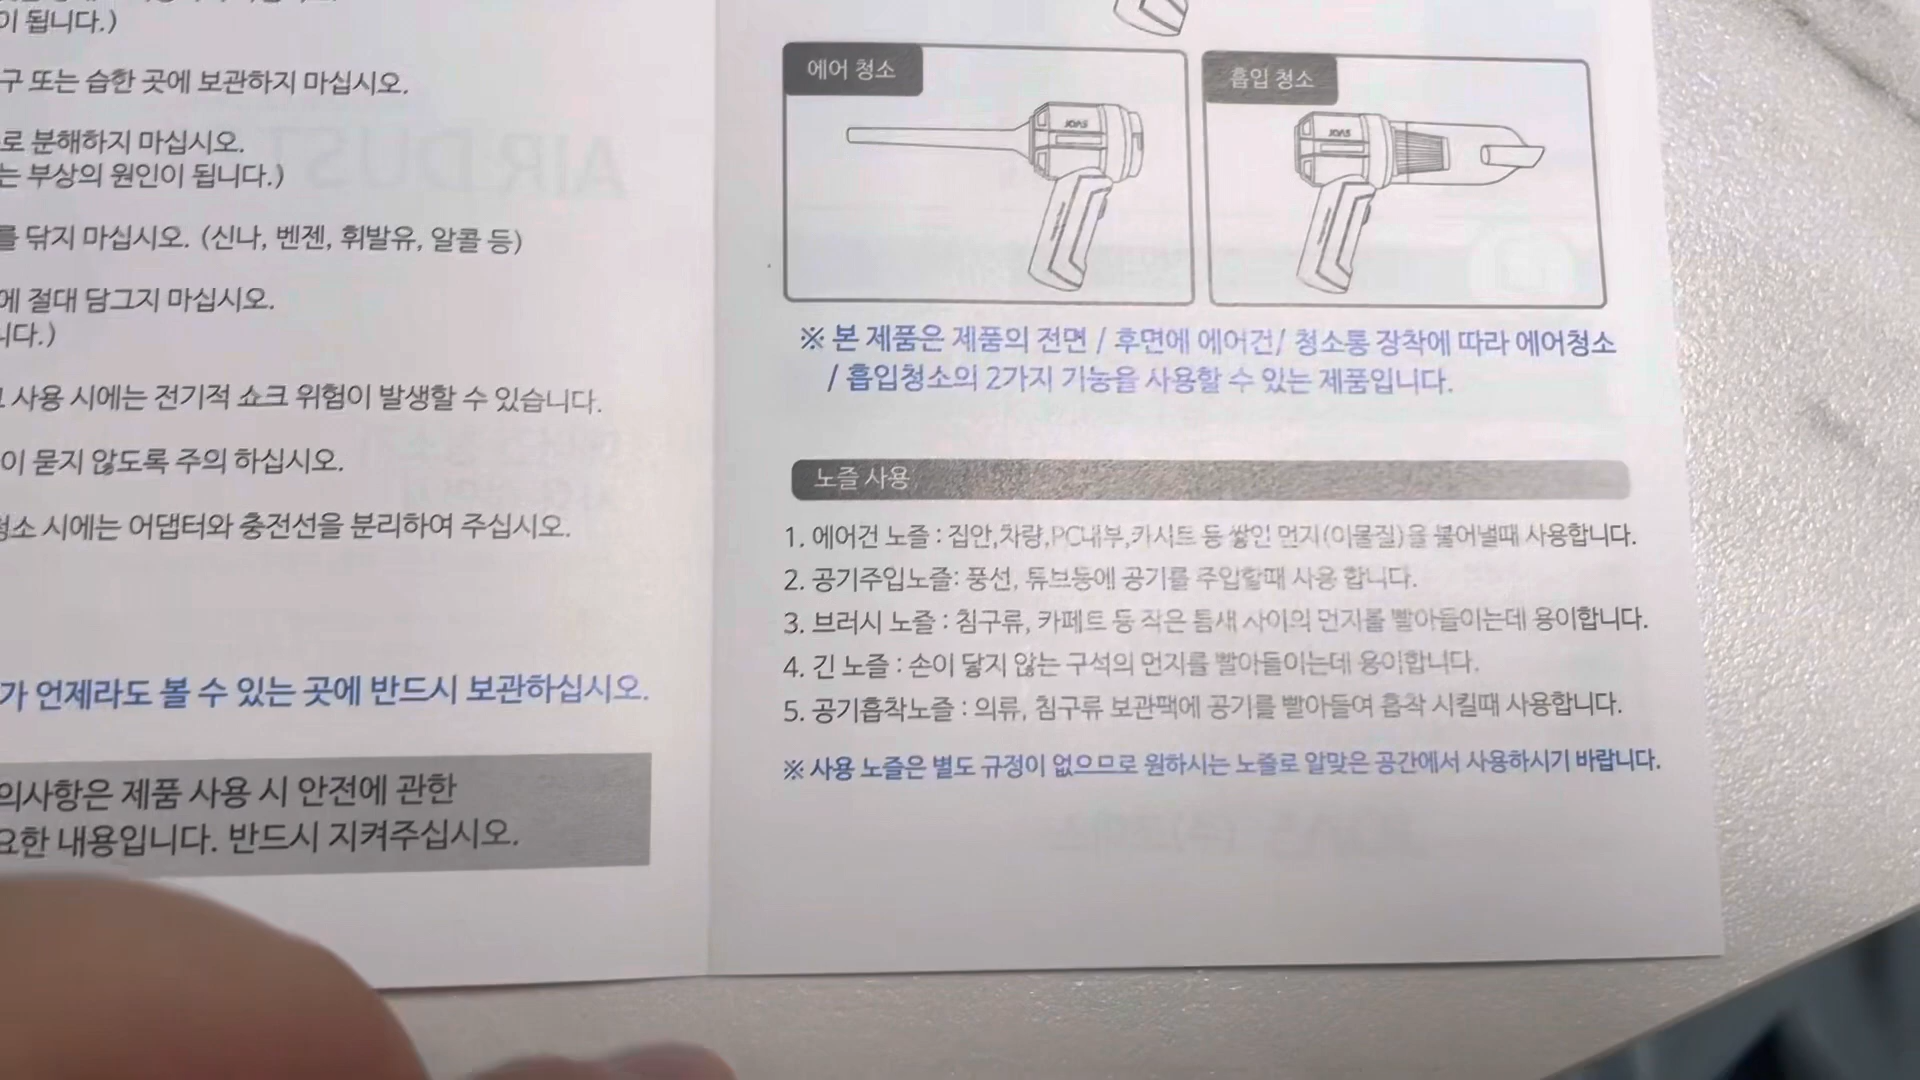 이 됩니다.)
구 또는 습한 곳에 보관하지 마십시오.
로 분해하지 마십시오.
는 부상의 원인이 됩니다.)
를 닦지 마십시오. (신나, 벤젠, 휘발유, 알콜 등)
에 절대 담그지 마십시오.
니다.)
사용 시에는 전기적 쇼크 위험이 발생할 수 있습니다.
이 묻지 않도록 주의 하십시오.
청소 시에는 어댑터와 충전선을 분리하여 주십시오.
가 언제라도 볼 수 있는 곳에 반드시 보관하십시오.
의사항은 제품 사용 시 안전에 관한
요한 내용입니다. 반드시 지켜주십시오.
에어 청소
JOAS
흡입 청소
JOAS
※ 본 제품은 제품의 전면 / 후면에 에어건/ 청소통 장착에 따라 에어청소
/ 흡입청소의 2가지 기능을 사용할 수 있는 제품입니다.
노즐 사용
1. 에어건 노즐 : 집안,차량,PC내부,카시트 등 쌓인 먼지(이물질)을 불어낼때 사용합니다.
2. 공기주입노즐: 풍선, 튜브등에 공기를 주입할때 사용 합니다.
3. 브러시 노즐 : 침구류, 카페트 등 작은 틈새 사이의 먼지를 빨아들이는데 용이합니다.
4. 긴 노즐 : 손이 닿지 않는 구석의 먼지를 빨아들이는데 용이합니다.
5. 공기흡착노즐 : 의류, 침구류 보관팩에 공기를 빨아들여 흡착 시킬때 사용합니다.
※ 사용 노즐은 별도 규정이 없으므로 원하시는 노즐로 알맞은 공간에서 사용하시기 바랍니다.